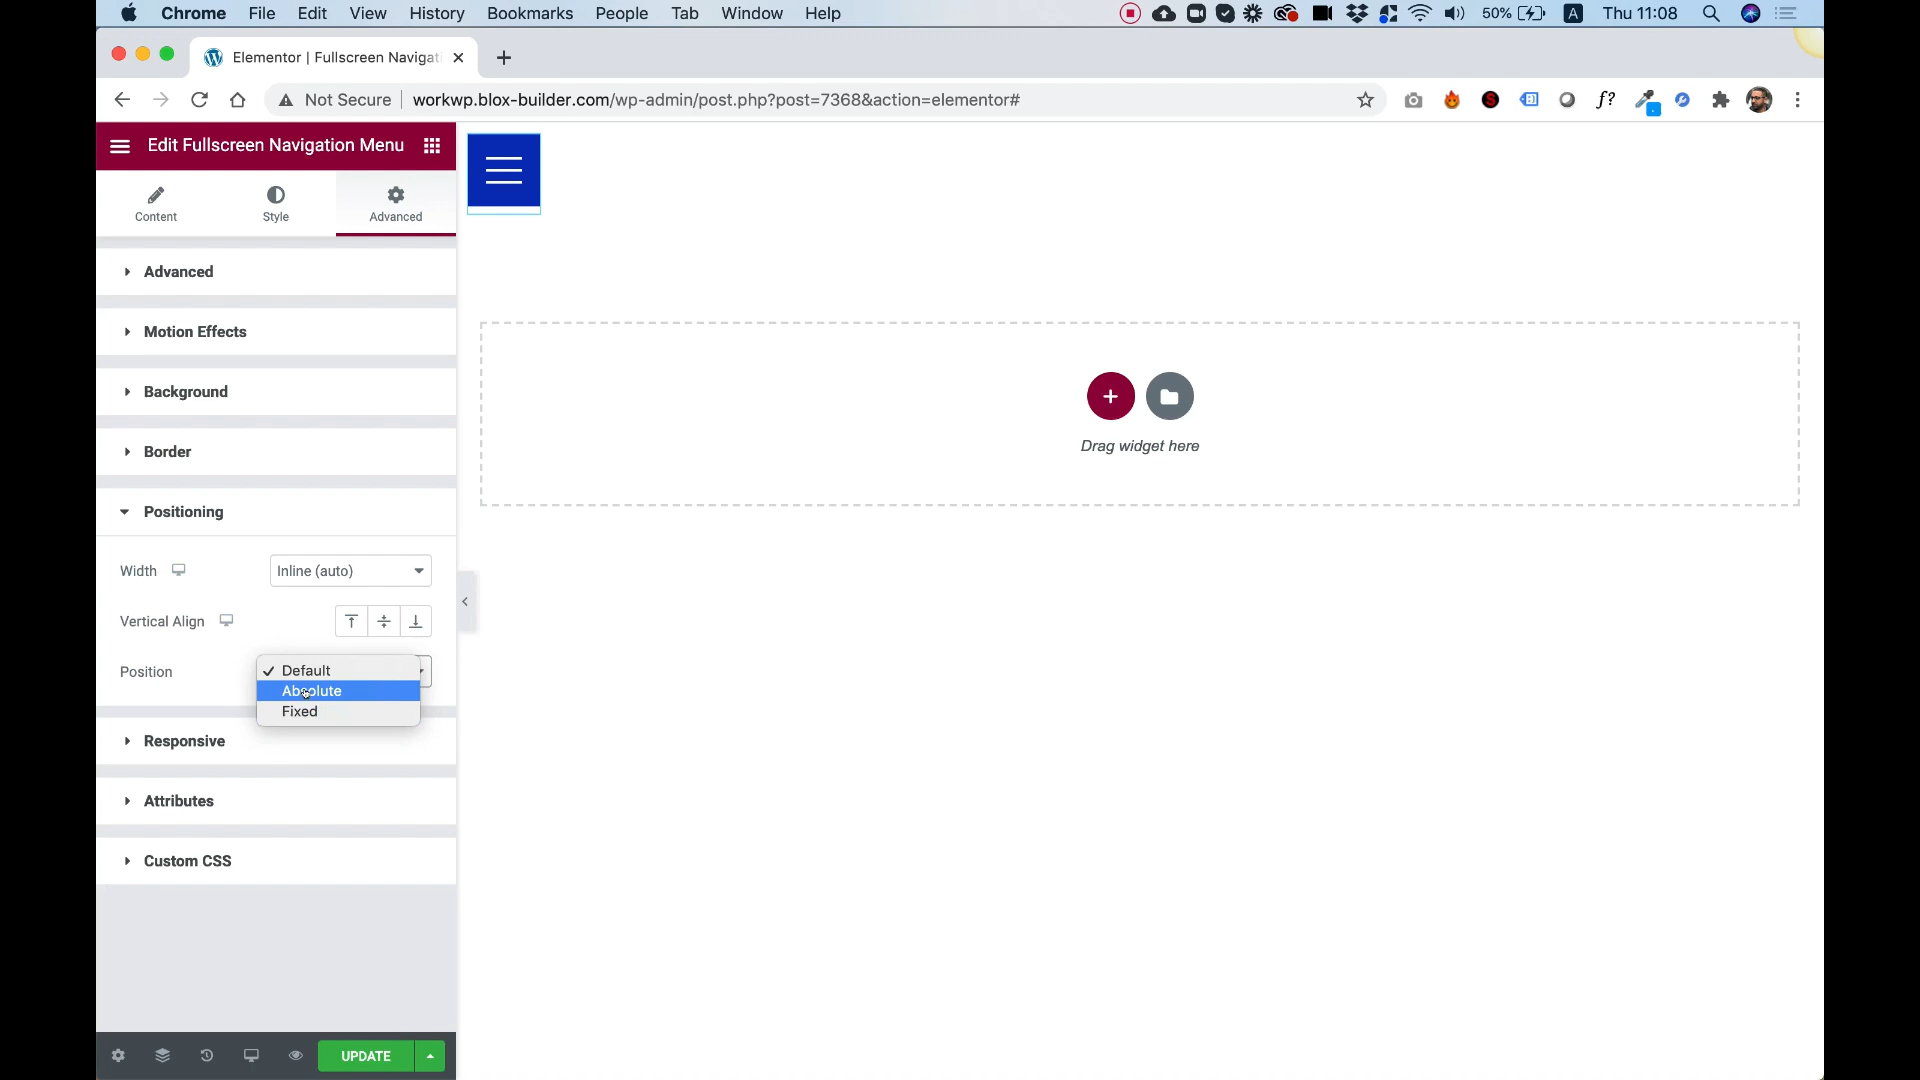 Chrome File Edit View History Bookmarks People Tab Window Help 50% A Thu 11:08
Elementor | Fullscreen Navigati
Not Secure workwp.blox-builder.com/wp-admin/post.php?post=7368&action=elementor# f?
Edit Fullscreen Navigation Menu
Content Style Advanced
Advanced
Motion Effects
Background
Border
Positioning
Width Inline (auto)
Vertical Align
Position
Default
Absolute
Fixed
Responsive
Attributes
Custom CSS
UPDATE
Drag widget here